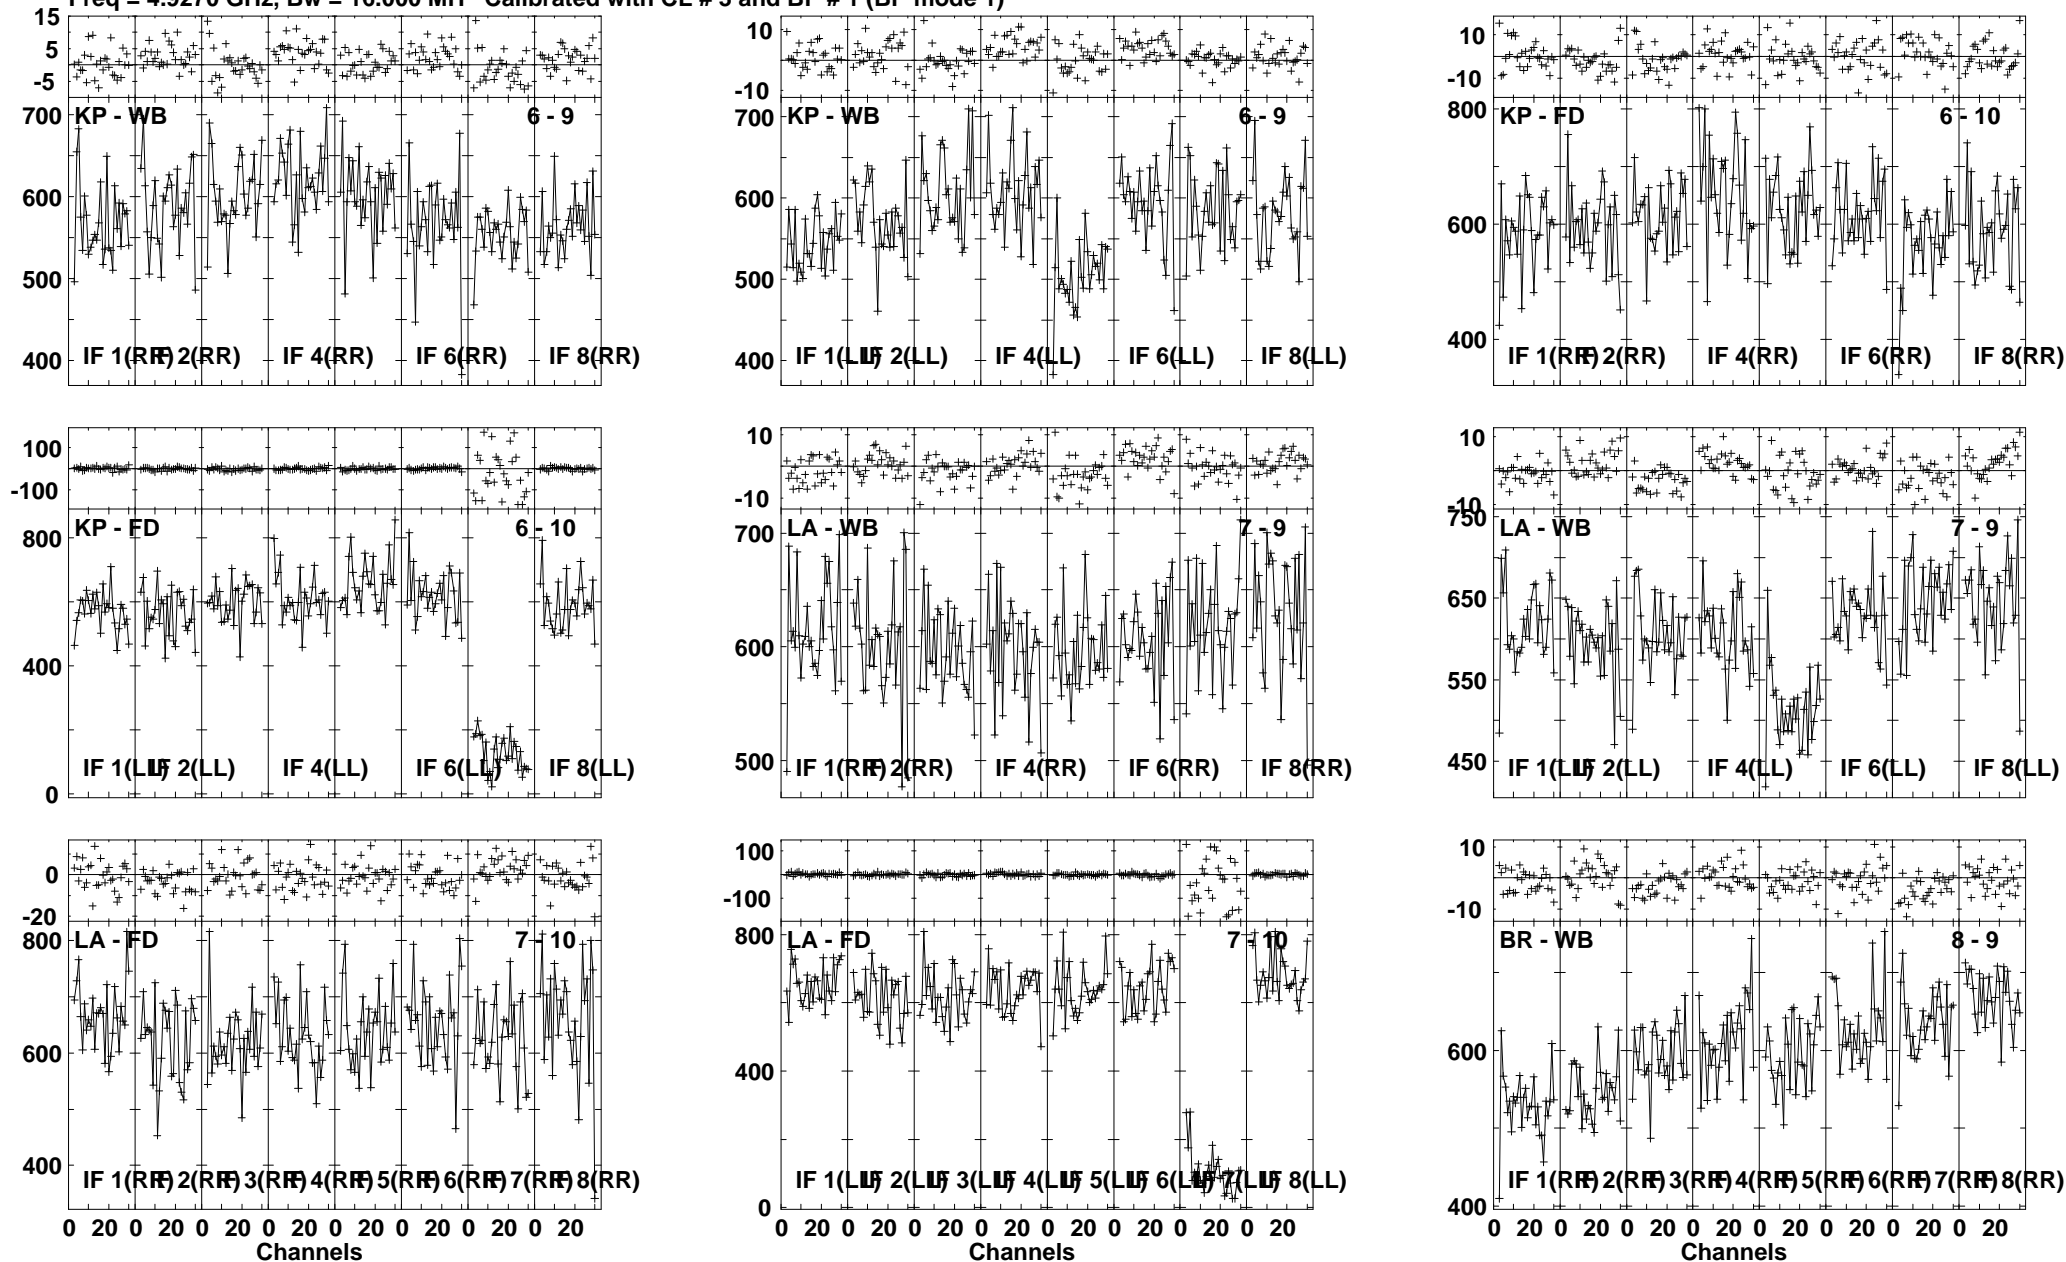 Freq = GHz, Bw = 16.000 MH Calibrated with CL # and BP # 1 (BP mode 1)
15
5
-5
700
600
500
400
KP - WB 6 - 9
IF 1(RR) IF 2(RR) IF 4(RR) IF 6(RR) IF 8(RR)
10
-10
700
600
500
400
KP - WB 6 - 9
IF 1(LL) IF 2(LL) IF 4(LL) IF 6(LL) IF 8(LL)
10
-10
800
600
400
KP - FD 6 - 10
IF 1(RR) IF 2(RR) IF 4(RR) IF 6(RR) IF 8(RR)
100
-100
800
400
0
KP - FD 6 - 10
IF 1(LL) IF 2(LL) IF 4(LL) IF 6(LL) IF 8(LL)
10
-10
700
600
500
LA - WB 7 - 9
IF 1(RR) IF 2(RR) IF 4(RR) IF 6(RR) IF 8(RR)
10
-10
750
650
550
450
LA - WB 7 - 9
IF 1(LL) IF 2(LL) IF 4(LL) IF 6(LL) IF 8(LL)
0
-20
800
600
400
LA - FD 7 - 10
IF 1(RR) IF 2(RR) IF 3(RR) IF 4(RR) IF 5(RR) IF 6(RR) IF 7(RR) IF 8(RR)
0 20 0 20 0 20 0 20 0 20 0 20 0 20 0 20
Channels
100
-100
800
400
0
LA - FD 7 - 10
IF 1(LL) IF 2(LL) IF 3(LL) IF 4(LL) IF 5(LL) IF 6(LL) IF 7(LL) IF 8(LL)
0 20 0 20 0 20 0 20 0 20 0 20 0 20 0 20
Channels
10
-10
600
400
BR - WB 8 - 9
IF 1(RR) IF 2(RR) IF 3(RR) IF 4(RR) IF 5(RR) IF 6(RR) IF 7(RR) IF 8(RR)
0 20 0 20 0 20 0 20 0 20 0 20 0 20 0 20
Channels